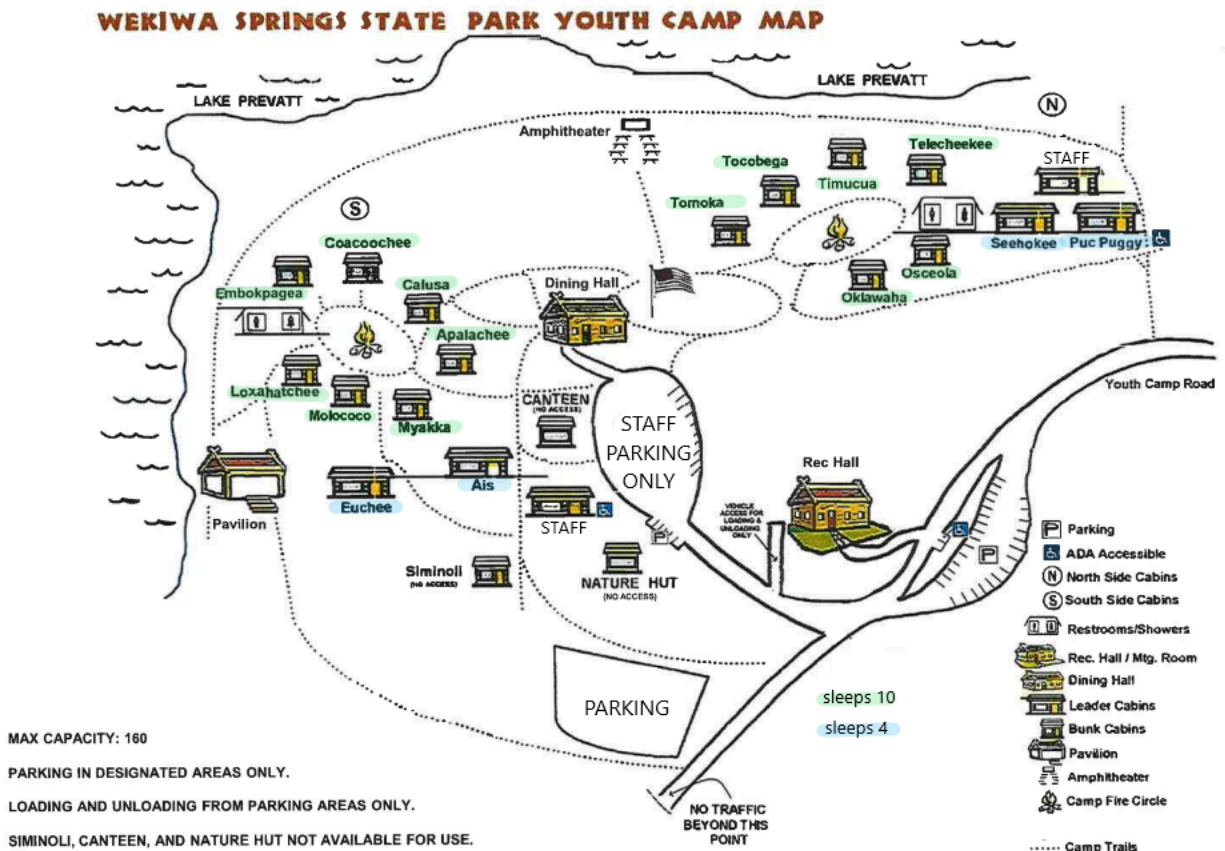 WEKIWA SPRINGS STATE PARK YOUTH CAMP MAP
LAKE PREVATT
LAKE PREVATT
N
Amphitheater
Telecheekee
STAFF
Tocobega
Timucua
Tomoka
S
Coacoochee
Seehokee
Puc Puggy
Osceola
Oklawaha
Embokpagea
Calusa
Dining Hall
Apalachee
Loxahatchee
Molococo
Myakka
CANTEEN
(NO ACCESS)
STAFF
PARKING
ONLY
Youth Camp Road
Rec Hall
Pavilion
Euchee
Ais
STAFF
VEHICLE
ACCESS FOR
LOADING &
UNLOADING
ONLY
P
P
Siminoli
(NO ACCESS)
NATURE HUT
(NO ACCESS)
PARKING
sleeps 10
sleeps 4
P Parking
ADA Accessible
N North Side Cabins
S South Side Cabins
Restrooms/Showers
Rec. Hall / Mtg. Room
Dining Hall
Leader Cabins
Bunk Cabins
Pavilion
Amphitheater
Camp Fire Circle
Camp Trails
NO TRAFFIC
BEYOND THIS
POINT
MAX CAPACITY: 160
PARKING IN DESIGNATED AREAS ONLY.
LOADING AND UNLOADING FROM PARKING AREAS ONLY.
SIMINOLI, CANTEEN, AND NATURE HUT NOT AVAILABLE FOR USE.